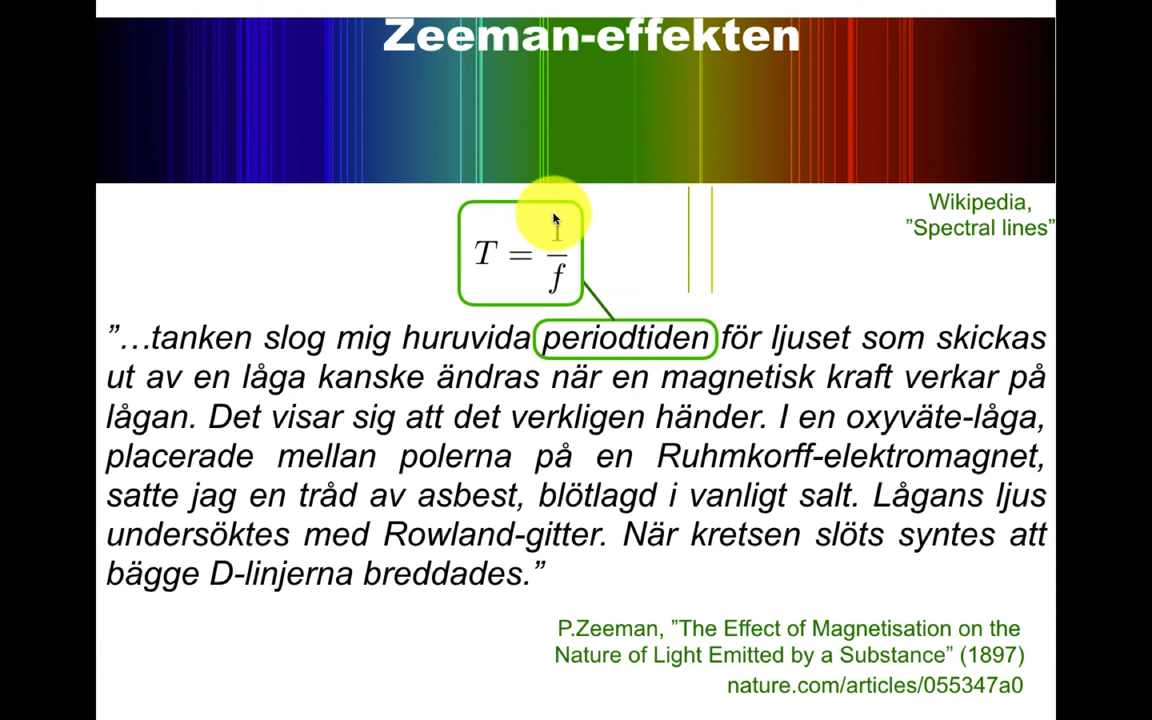 Zeeman-effekten
Wikipedia,
”Spectral lines”
T = 1/f
”…tanken slog mig huruvida periodtiden för ljuset som skickas
ut av en låga kanske ändras när en magnetisk kraft verkar på
lågan. Det visar sig att det verkligen händer. I en oxyväte-låga,
placerade mellan polerna på en Ruhmkorff-elektromagnet,
satte jag en tråd av asbest, blötlagd i vanligt salt. Lågans ljus
undersöktes med Rowland-gitter. När kretsen slöts syntes att
bägge D-linjerna breddades.”
P.Zeeman, ”The Effect of Magnetisation on the
Nature of Light Emitted by a Substance” (1897)
nature.com/articles/055347a0